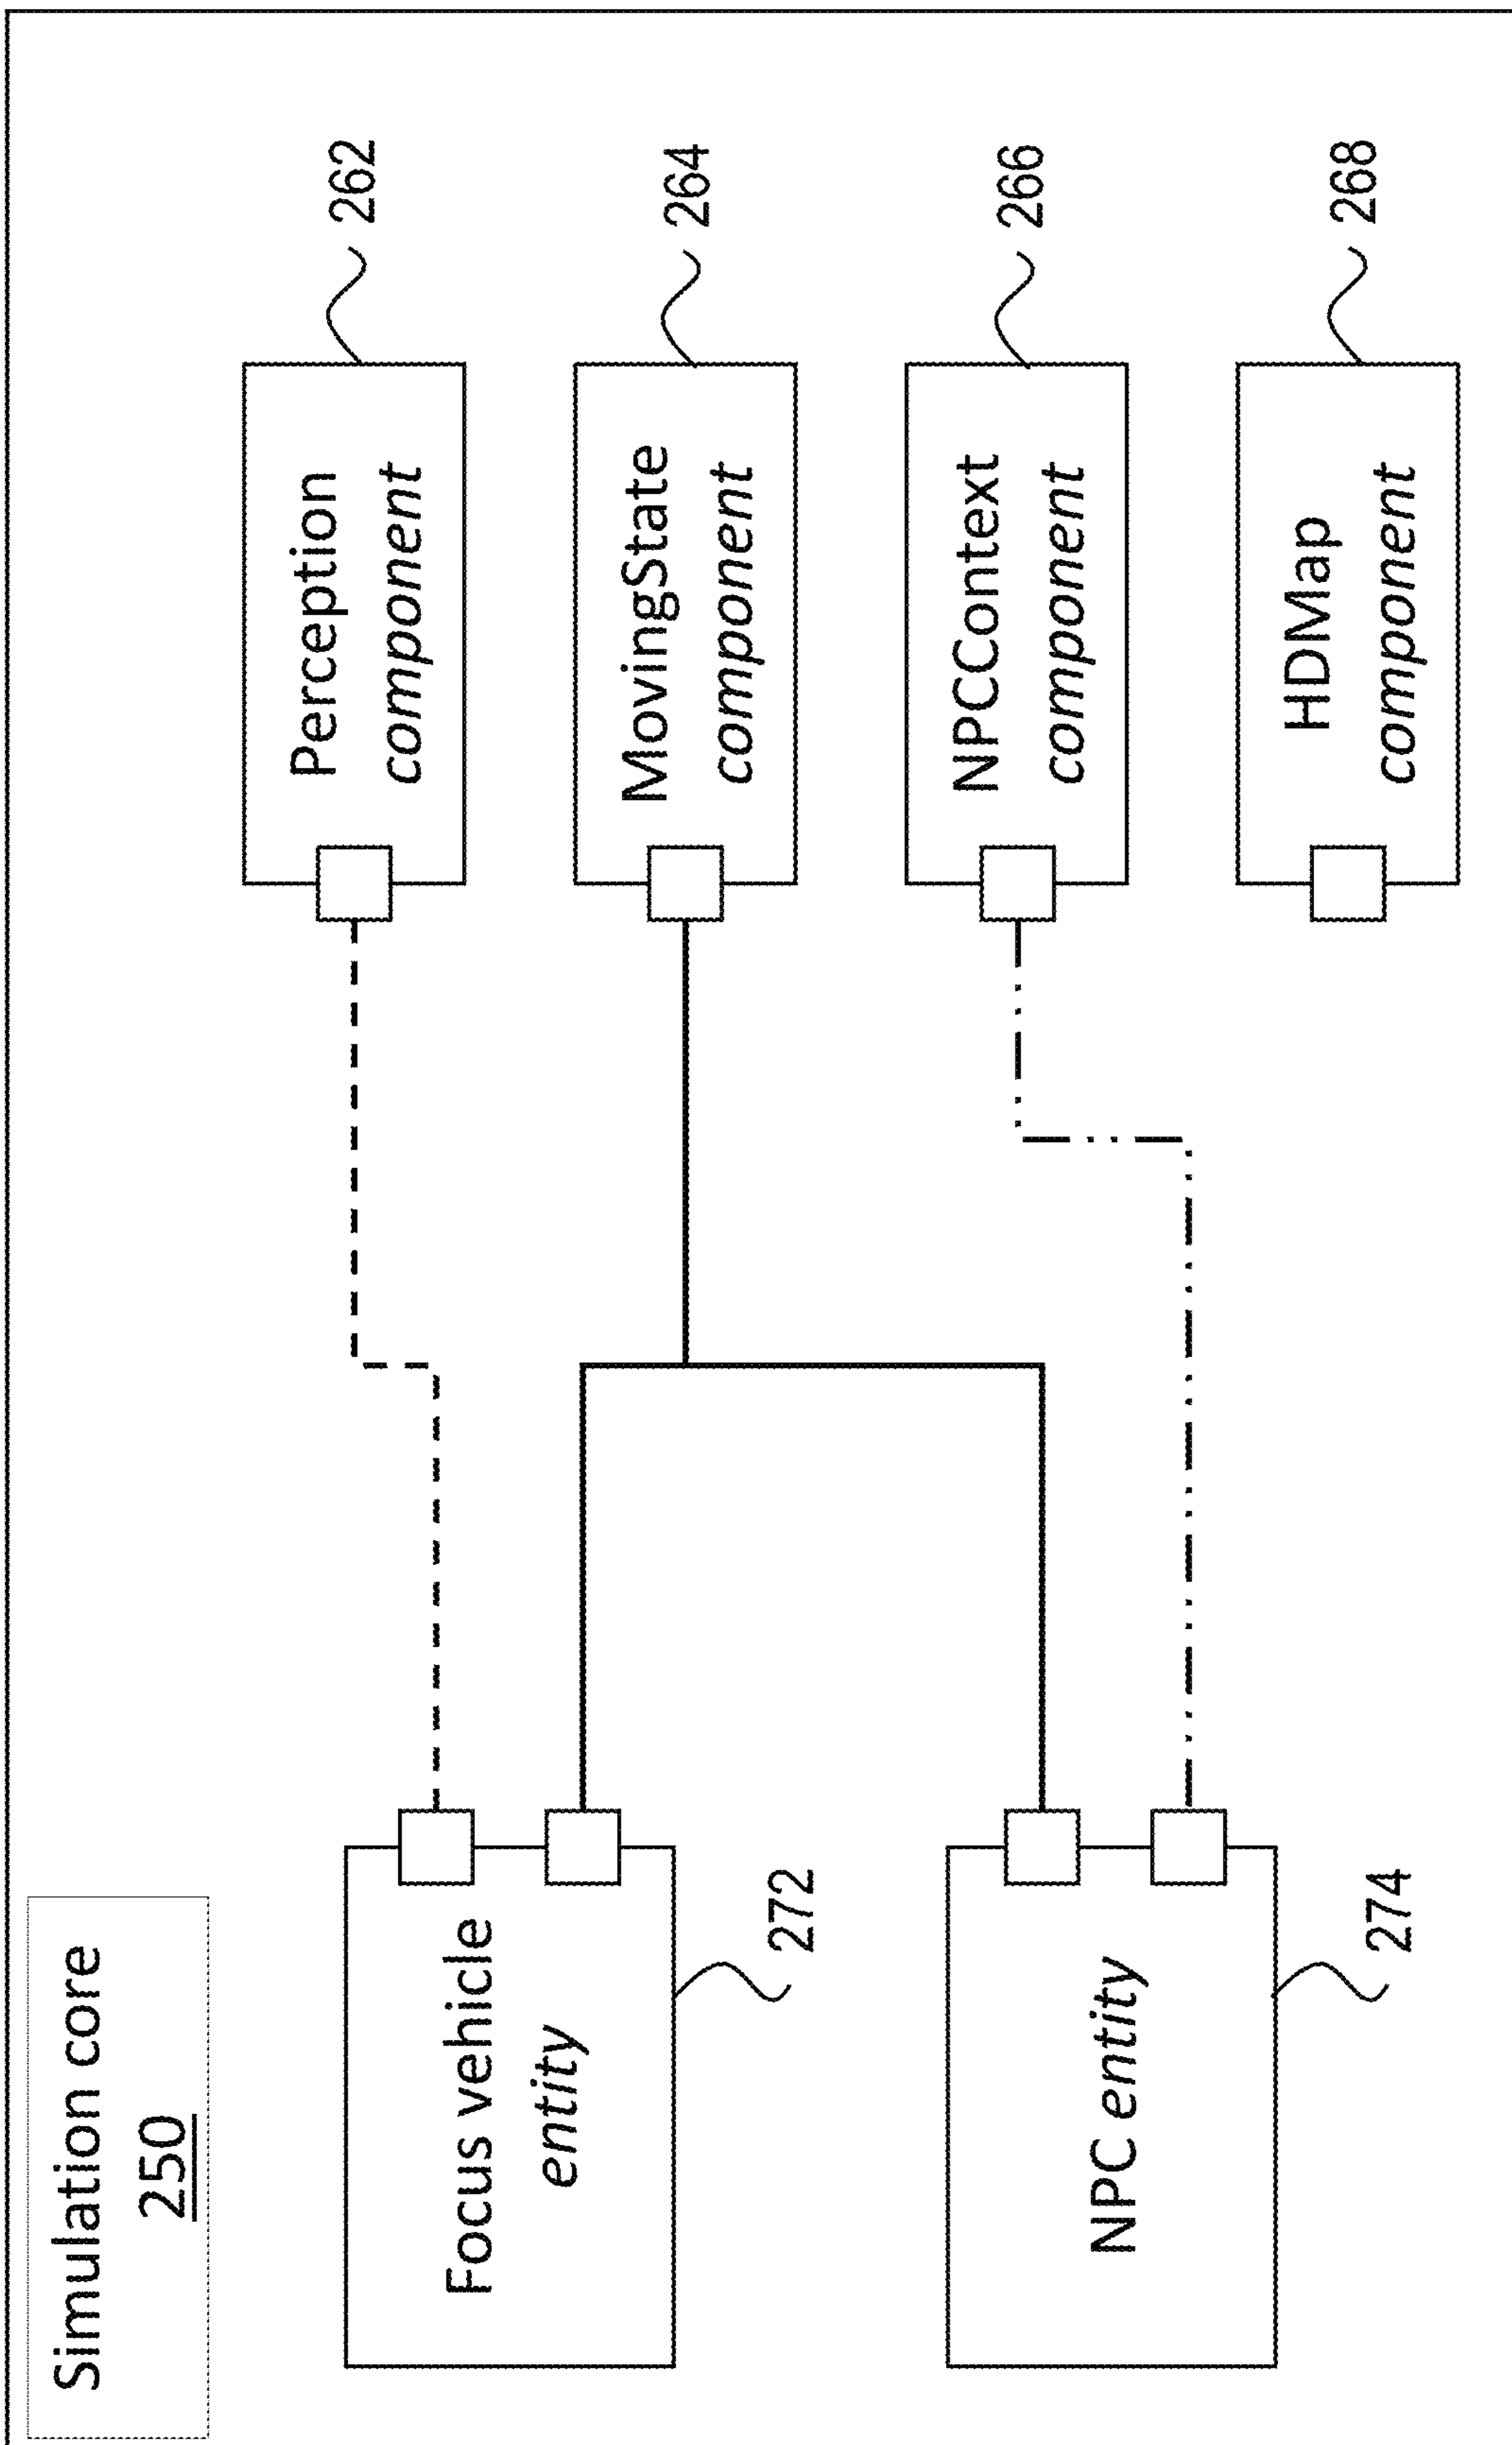 Simulation core
250
Focus vehicle
entity
272
NPC entity
274
Perception
component
262
MovingState
component
264
NPCContext
component
266
HDMap
component
268